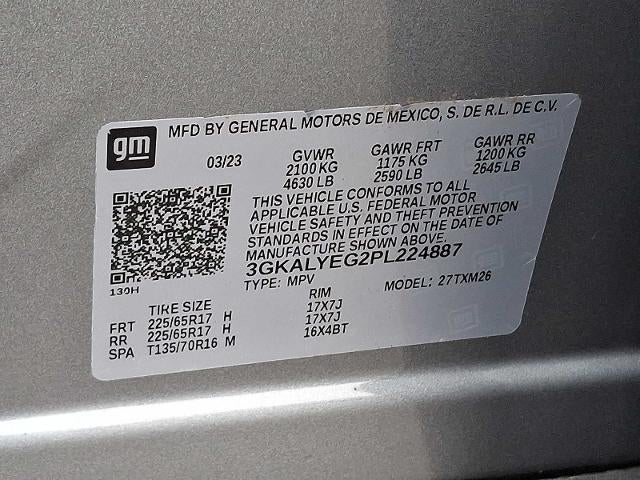 gm MFD BY GENERAL MOTORS DE MEXICO, S. DE R.L. DE C.V.
03/23 GVWR GAWR FRT GAWR RR
2100 KG 1175 KG 1200 KG
4630 LB 2590 LB 2645 LB
THIS VEHICLE CONFORMS TO ALL
APPLICABLE U.S. FEDERAL MOTOR
VEHICLE SAFETY AND THEFT PREVENTION
STANDARDS IN EFFECT ON THE DATE OF
MANUFACTURE SHOWN ABOVE.
3GKALYEG2PL224887
130H TYPE: MPV MODEL: 27TXM26
TIRE SIZE RIM
FRT 225/65R17 H 17X7J
RR 225/65R17 H 17X7J
SPA T135/70R16 M 16X4BT